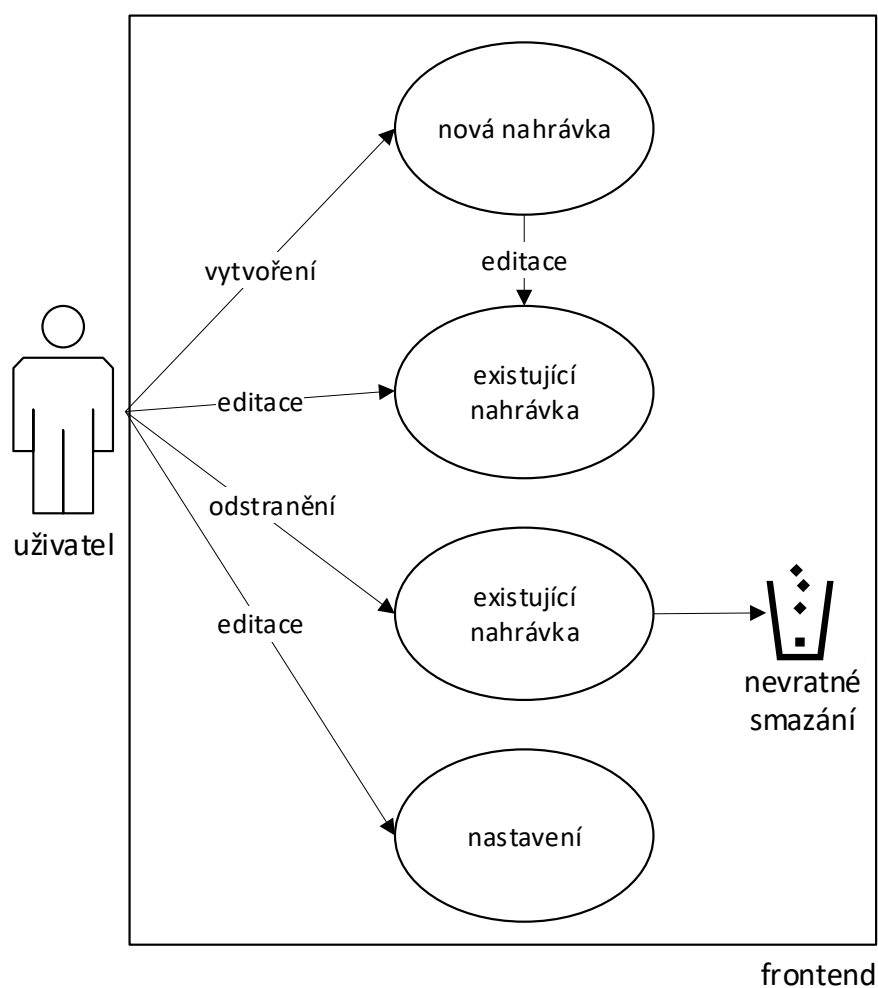 nová nahrávka
vytvoření
editace
existující
nahrávka
editace
odstranění
uživatel
existující
nahrávka
editace
nevratné
smazání
nastavení
frontend